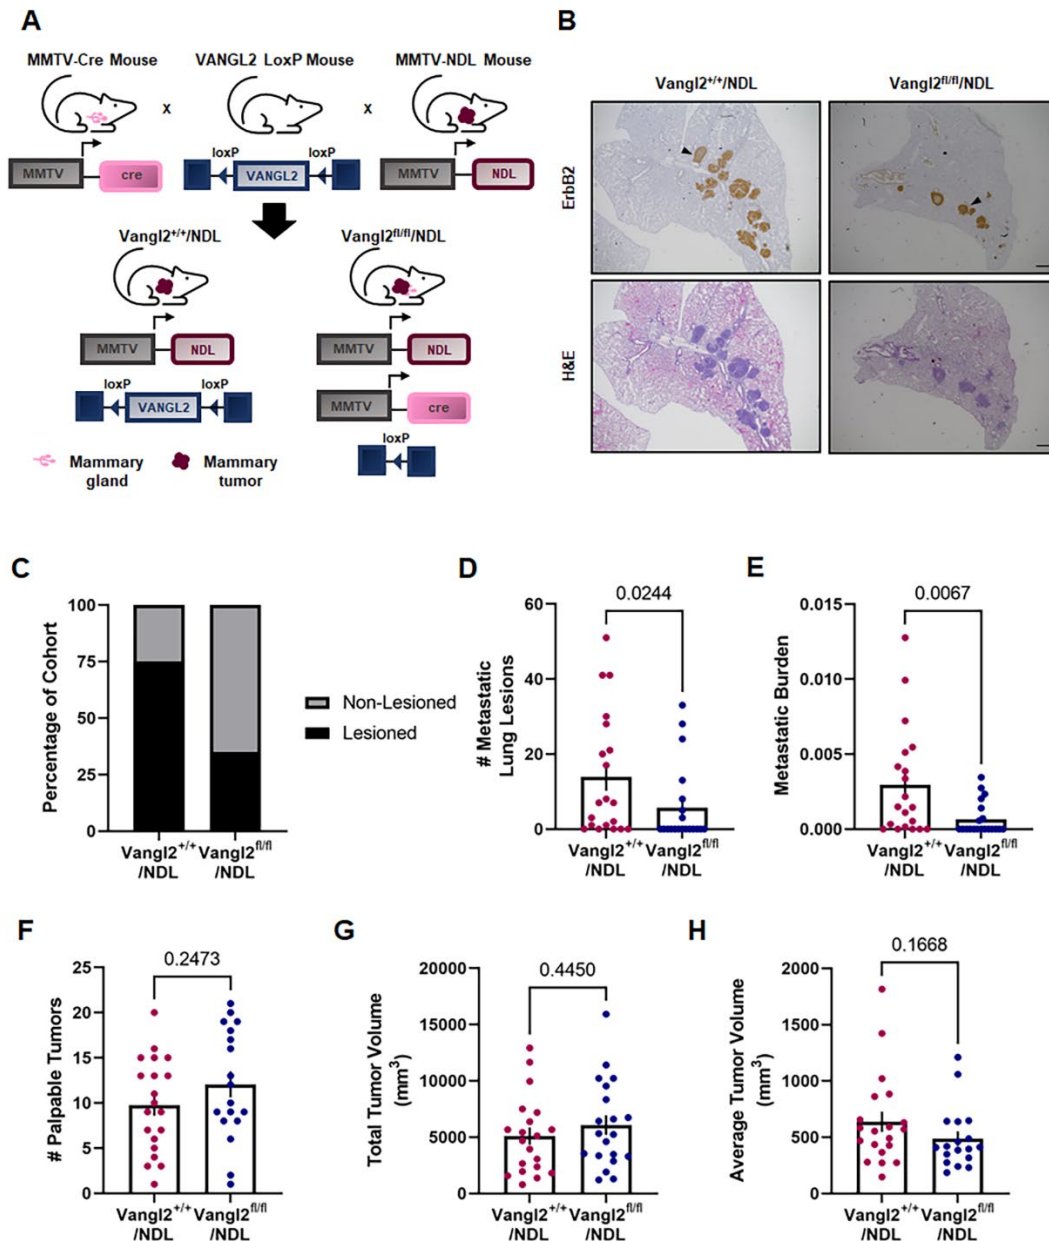 A
MMTV-Cre Mouse VANGL2 LoxP Mouse MMTV-NDL Mouse
x x
loxP loxP
MMTV cre VANGL2 MMTV NDL
Vangl2+/+/NDL Vangl2fl/fl/NDL
MMTV NDL MMTV NDL
loxP loxP
VANGL2 MMTV cre
loxP
Mammary gland Mammary tumor
B
Vangl2+/+/NDL Vangl2fl/fl/NDL
ErbB2
H&E
C
Percentage of Cohort
100
75
50
25
0
Vangl2+/+ Vangl2fl/fl
/NDL /NDL
Non-Lesioned
Lesioned
D
0.0244
# Metastatic
Lung Lesions
60
40
20
0
Vangl2+/+ Vangl2fl/fl
/NDL /NDL
E
0.0067
Metastatic Burden
0.015
0.010
0.005
0.000
Vangl2+/+ Vangl2fl/fl
/NDL /NDL
F
0.2473
# Palpable Tumors
25
20
15
10
5
0
Vangl2+/+ Vangl2fl/fl
/NDL /NDL
G
0.4450
Total Tumor Volume
(mm3)
20000
15000
10000
5000
0
Vangl2+/+ Vangl2fl/fl
/NDL /NDL
H
0.1668
Average Tumor Volume
(mm3)
2000
1500
1000
500
0
Vangl2+/+ Vangl2fl/fl
/NDL /NDL